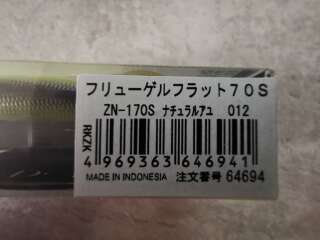 フリューゲルフラット70S
ZN-170S ナチュラルアユ 012
RKZK
4 969363 646941
MADE IN INDONESIA 注文番号 64694